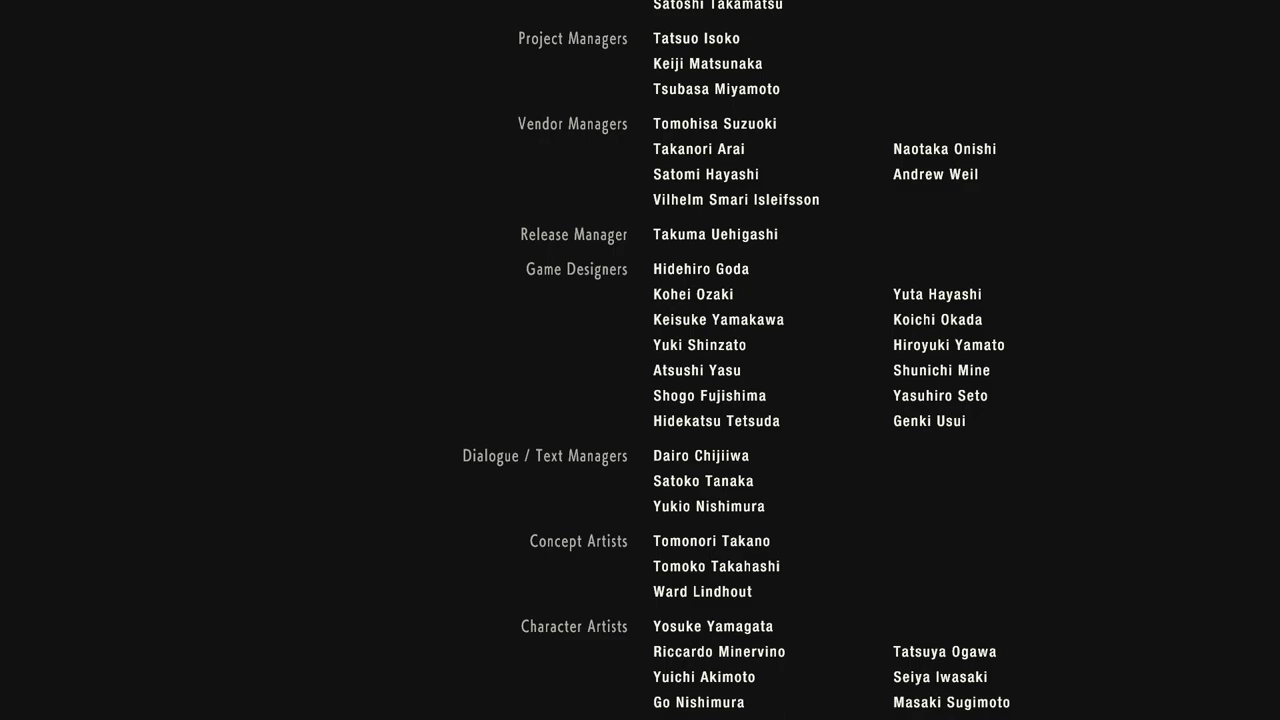 Satoshi Takamatsu
Project Managers Tatsuo Isoko
Keiji Matsunaka
Tsubasa Miyamoto
Vendor Managers Tomohisa Suzuoki
Takanori Arai Naotaka Onishi
Satomi Hayashi Andrew Weil
Vilhelm Smari Isleifsson
Release Manager Takuma Uehigashi
Game Designers Hidehiro Goda
Kohei Ozaki Yuta Hayashi
Keisuke Yamakawa Koichi Okada
Yuki Shinzato Hiroyuki Yamato
Atsushi Yasu Shunichi Mine
Shogo Fujishima Yasuhiro Seto
Hidekatsu Tetsuda Genki Usui
Dialogue / Text Managers Dairo Chijiiwa
Satoko Tanaka
Yukio Nishimura
Concept Artists Tomonori Takano
Tomoko Takahashi
Ward Lindhout
Character Artists Yosuke Yamagata
Riccardo Minervino Tatsuya Ogawa
Yuichi Akimoto Seiya Iwasaki
Go Nishimura Masaki Sugimoto